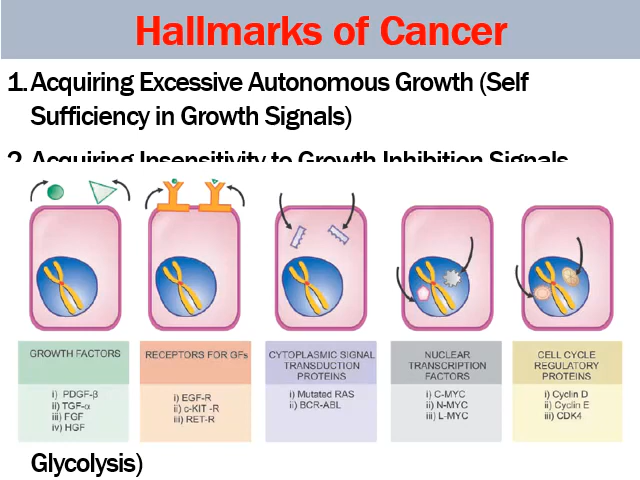 Hallmarks of Cancer
1. Acquiring Excessive Autonomous Growth (Self
Sufficiency in Growth Signals)
2. Acquiring Insensitivity to Growth Inhibition Signals
GROWTH FACTORS
i) PDGF-β
ii) TGF-α
iii) FGF
iv) HGF
RECEPTORS FOR GFs
i) EGF-R
ii) c-KIT -R
iii) RET-R
CYTOPLASMIC SIGNAL
TRANSDUCTION
PROTEINS
i) Mutated RAS
ii) BCR-ABL
NUCLEAR
TRANSCRIPTION
FACTORS
i) C-MYC
ii) N-MYC
iii) L-MYC
CELL CYCLE
REGULATORY
PROTEINS
i) Cyclin D
ii) Cyclin E
iii) CDK4
Glycolysis)